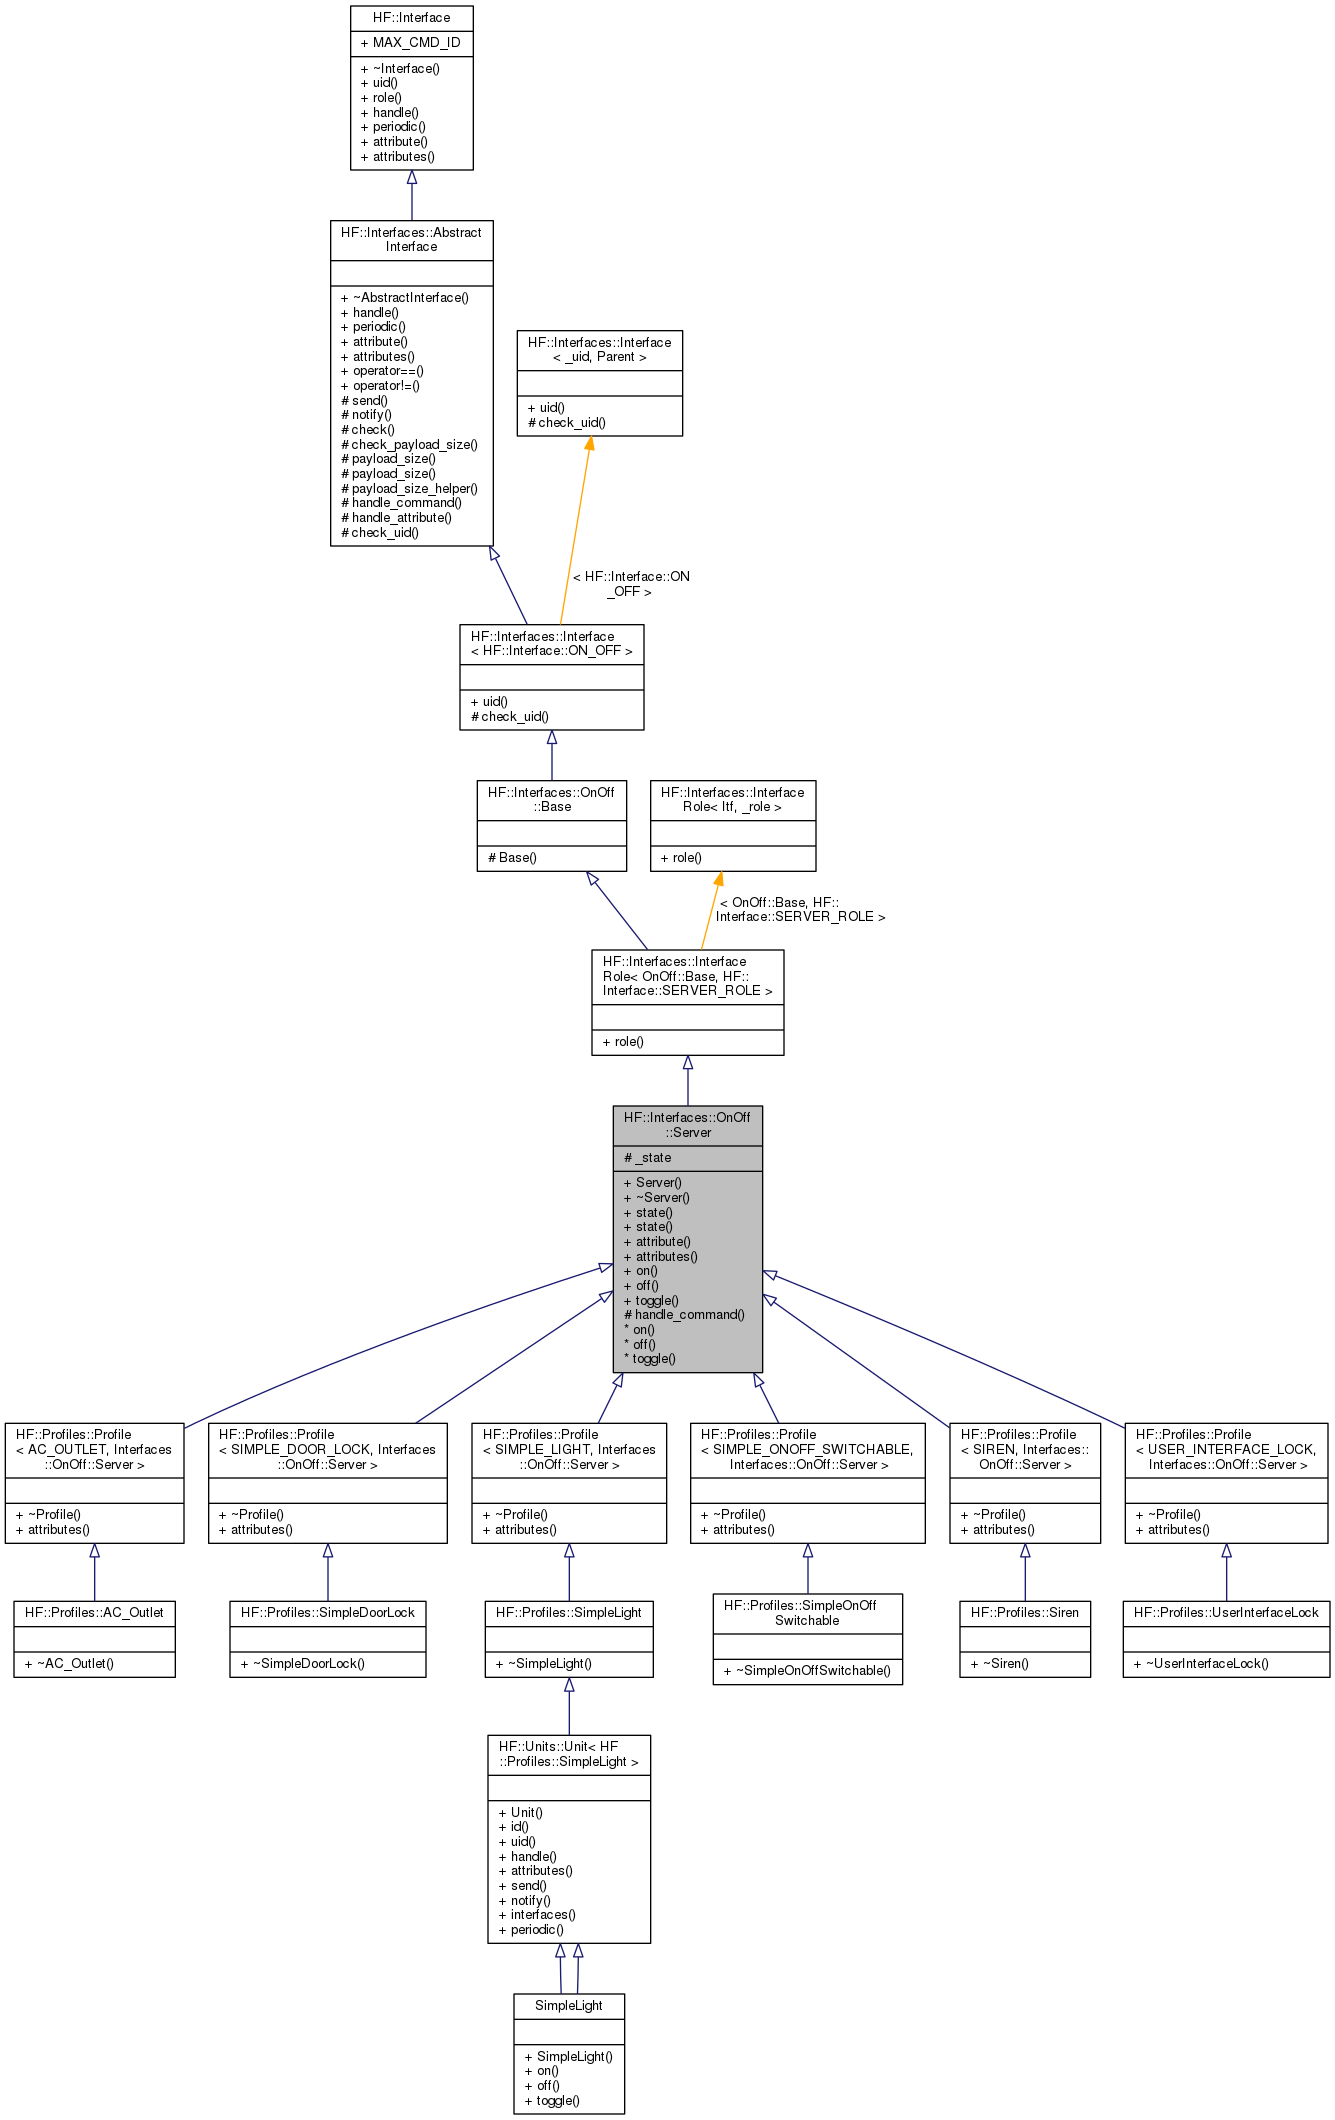 HF::Interface
+ MAX_CMD_ID
+ ~Interface()
+ uid()
+ role()
+ handle()
+ periodic()
+ attribute()
+ attributes()
HF::Interfaces::Abstract
Interface
+ ~AbstractInterface()
+ handle()
+ periodic()
+ attribute()
+ attributes()
+ operator==()
+ operator!=()
# send()
# notify()
# check()
# check_payload_size()
# payload_size()
# payload_size()
# payload_size_helper()
# handle_command()
# handle_attribute()
# check_uid()
HF::Interfaces::Interface
< _uid, Parent >
+ uid()
# check_uid()
< HF::Interface::ON
_OFF >
HF::Interfaces::Interface
< HF::Interface::ON_OFF >
+ uid()
# check_uid()
HF::Interfaces::OnOff
::Base
# Base()
HF::Interfaces::Interface
Role< Itf, _role >
+ role()
< OnOff::Base, HF::
Interface::SERVER_ROLE >
HF::Interfaces::Interface
Role< OnOff::Base, HF::
Interface::SERVER_ROLE >
+ role()
HF::Interfaces::OnOff
::Server
# _state
+ Server()
+ ~Server()
+ state()
+ state()
+ attribute()
+ attributes()
+ on()
+ off()
+ toggle()
# handle_command()
* on()
* off()
* toggle()
HF::Profiles::Profile
< AC_OUTLET, Interfaces
::OnOff::Server >
+ ~Profile()
+ attributes()
HF::Profiles::Profile
< SIMPLE_DOOR_LOCK, Interfaces
::OnOff::Server >
+ ~Profile()
+ attributes()
HF::Profiles::Profile
< SIMPLE_LIGHT, Interfaces
::OnOff::Server >
+ ~Profile()
+ attributes()
HF::Profiles::Profile
< SIMPLE_ONOFF_SWITCHABLE,
Interfaces::OnOff::Server >
+ ~Profile()
+ attributes()
HF::Profiles::Profile
< SIREN, Interfaces::
OnOff::Server >
+ ~Profile()
+ attributes()
HF::Profiles::Profile
< USER_INTERFACE_LOCK,
Interfaces::OnOff::Server >
+ ~Profile()
+ attributes()
HF::Profiles::AC_Outlet
+ ~AC_Outlet()
HF::Profiles::SimpleDoorLock
+ ~SimpleDoorLock()
HF::Profiles::SimpleLight
+ ~SimpleLight()
HF::Profiles::SimpleOnOff
Switchable
+ ~SimpleOnOffSwitchable()
HF::Profiles::Siren
+ ~Siren()
HF::Profiles::UserInterfaceLock
+ ~UserInterfaceLock()
HF::Units::Unit< HF
::Profiles::SimpleLight >
+ Unit()
+ id()
+ uid()
+ handle()
+ attributes()
+ send()
+ notify()
+ interfaces()
+ periodic()
SimpleLight
+ SimpleLight()
+ on()
+ off()
+ toggle()